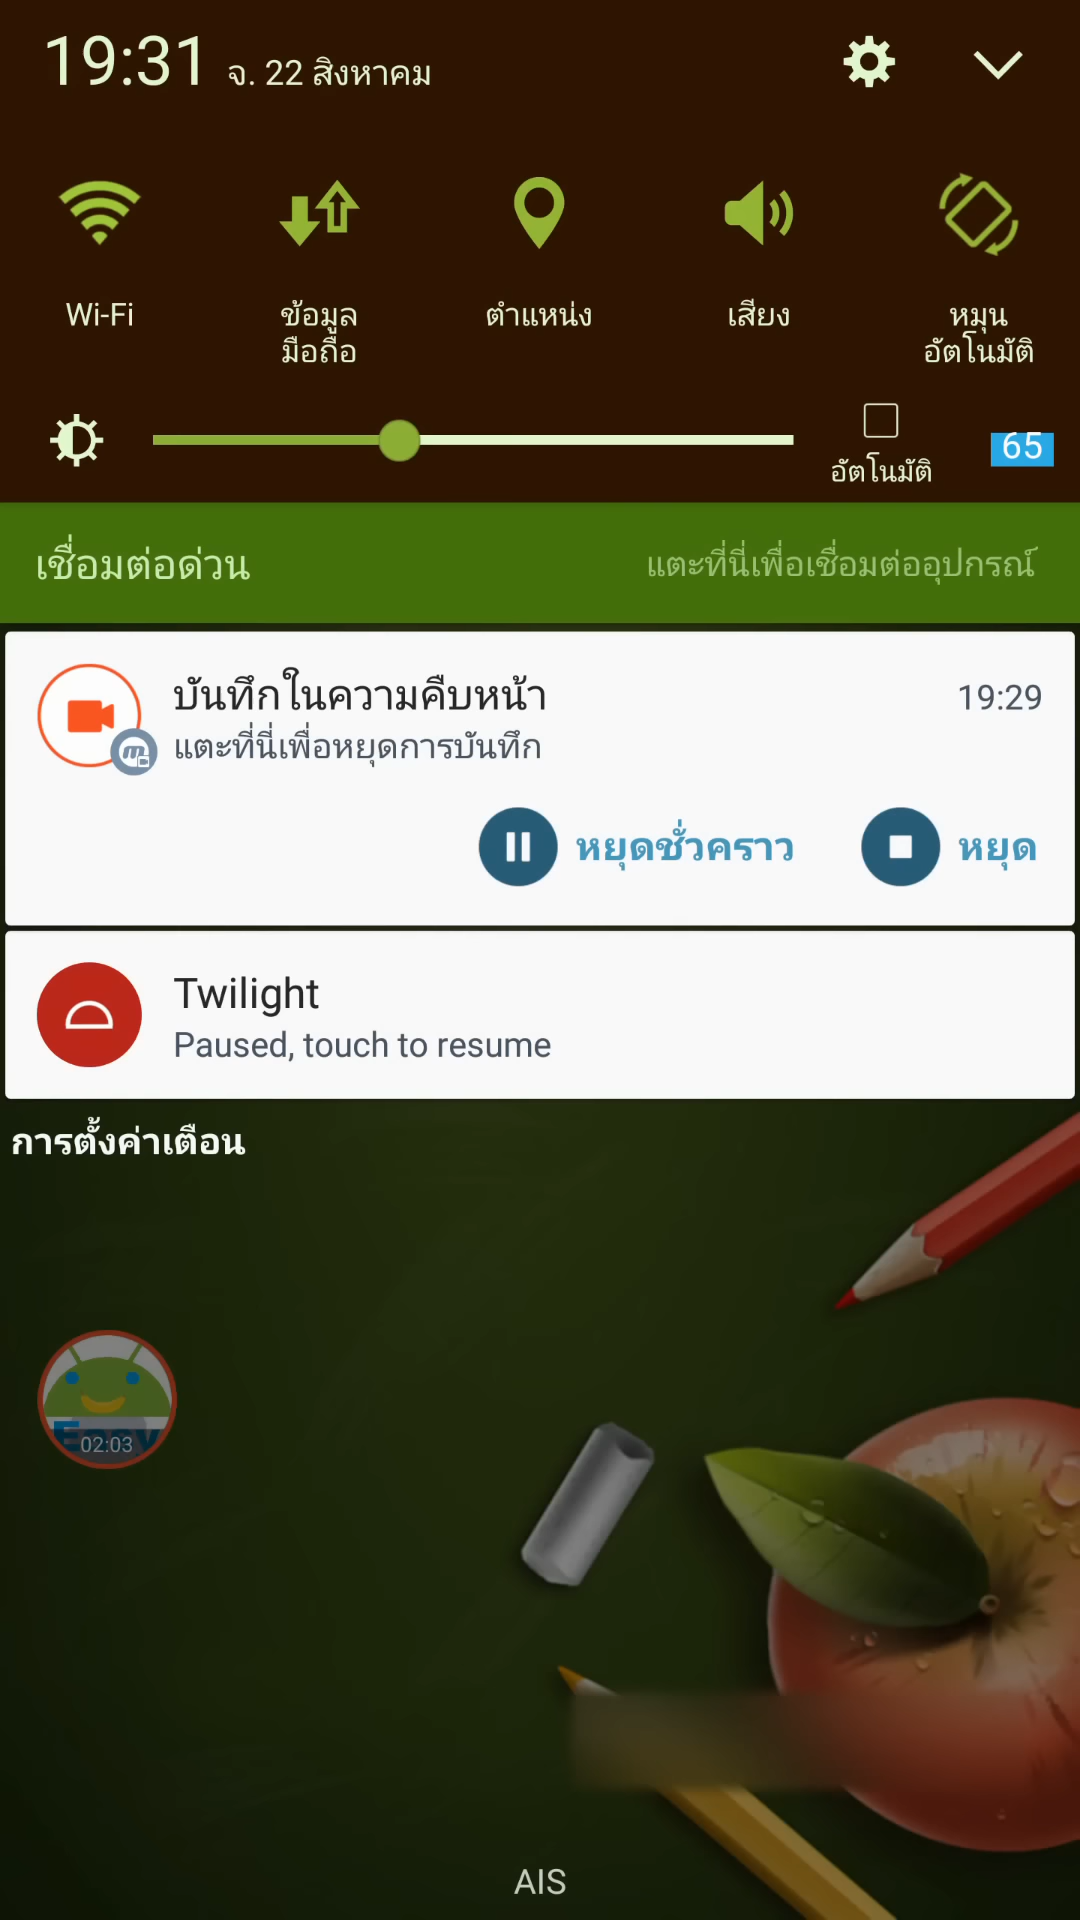 19:31 จ. 22 สิงหาคม
Wi-Fi
ข้อมูล
มือถือ
ตำแหน่ง
เสียง
หมุน
อัตโนมัติ
อัตโนมัติ
65
เชื่อมต่อด่วน แตะที่นี่เพื่อเชื่อมต่ออุปกรณ์
บันทึกในความคืบหน้า 19:29
แตะที่นี่เพื่อหยุดการบันทึก
หยุดชั่วคราว หยุด
Twilight
Paused, touch to resume
การตั้งค่าเตือน
02:03
AIS